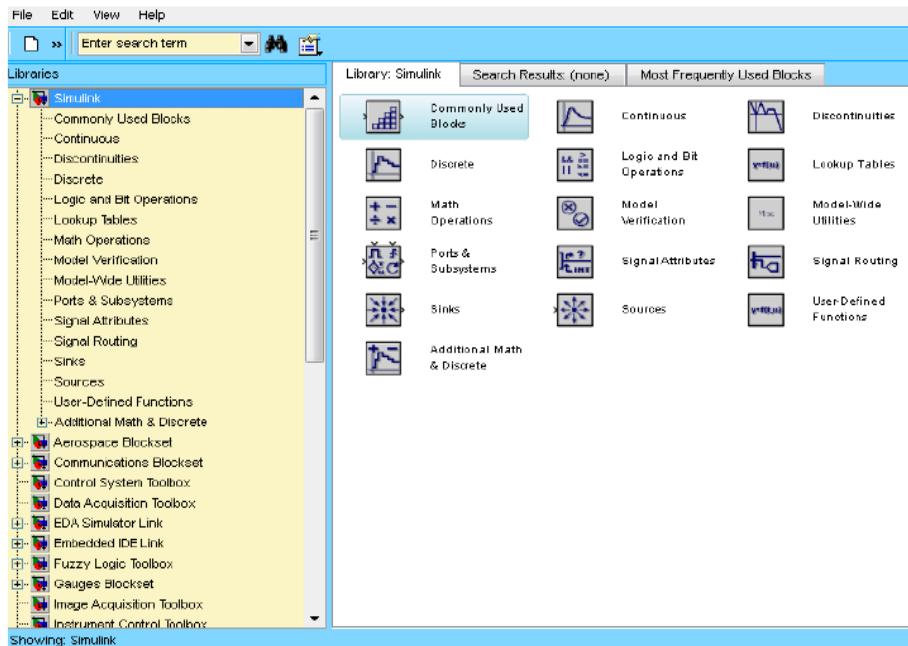 File Edit View Help
» Enter search term
Libraries
Library: Simulink Search Results: (none) Most Frequently Used Blocks
Simulink
Commonly Used Blocks
Continuous
Discontinuities
Discrete
Logic and Bit Operations
Lookup Tables
Math Operations
Model Verification
Model-Wide Utilities
Ports & Subsystems
Signal Attributes
Signal Routing
Sinks
Sources
User-Defined Functions
Additional Math & Discrete
Aerospace Blockset
Communications Blockset
Control System Toolbox
Data Acquisition Toolbox
EDA Simulator Link
Embedded IDE Link
Fuzzy Logic Toolbox
Gauges Blockset
Image Acquisition Toolbox
Instrument Control Toolbox
Commonly Used
Blocks
Continuous
Discontinuities
Discrete
Logic and Bit
Operations
Lookup Tables
Math
Operations
Model
Verification
Misc
Model-Wide
Utilities
Ports &
Subsystems
Signal Attributes
Signal Routing
Sinks
Sources
User-Defined
Functions
Additional Math
& Discrete
Showing: Simulink